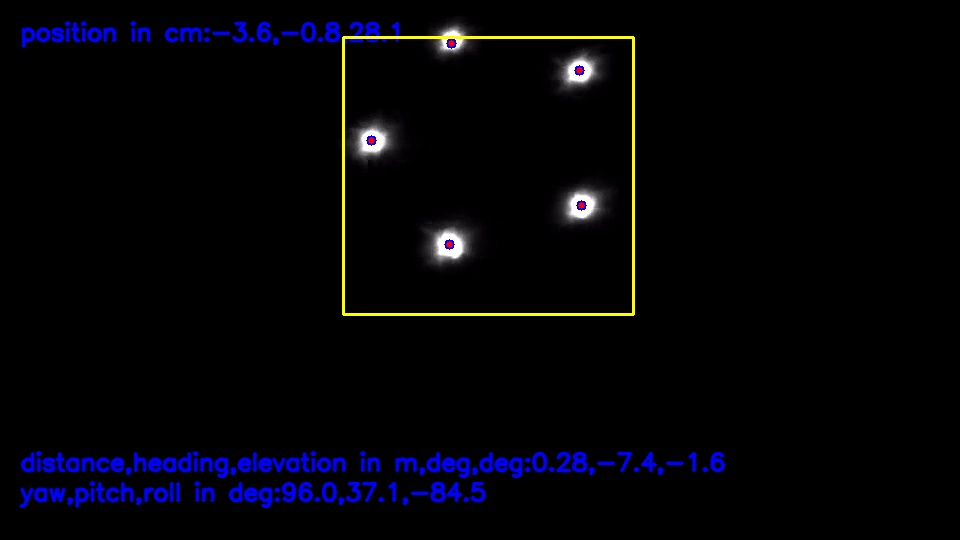 position in cm:-3.6,-0.8,28.1
distance,heading,elevation in m,deg,deg:0.28,-7.4,-1.6
yaw,pitch,roll in deg:96.0,37.1,-84.5